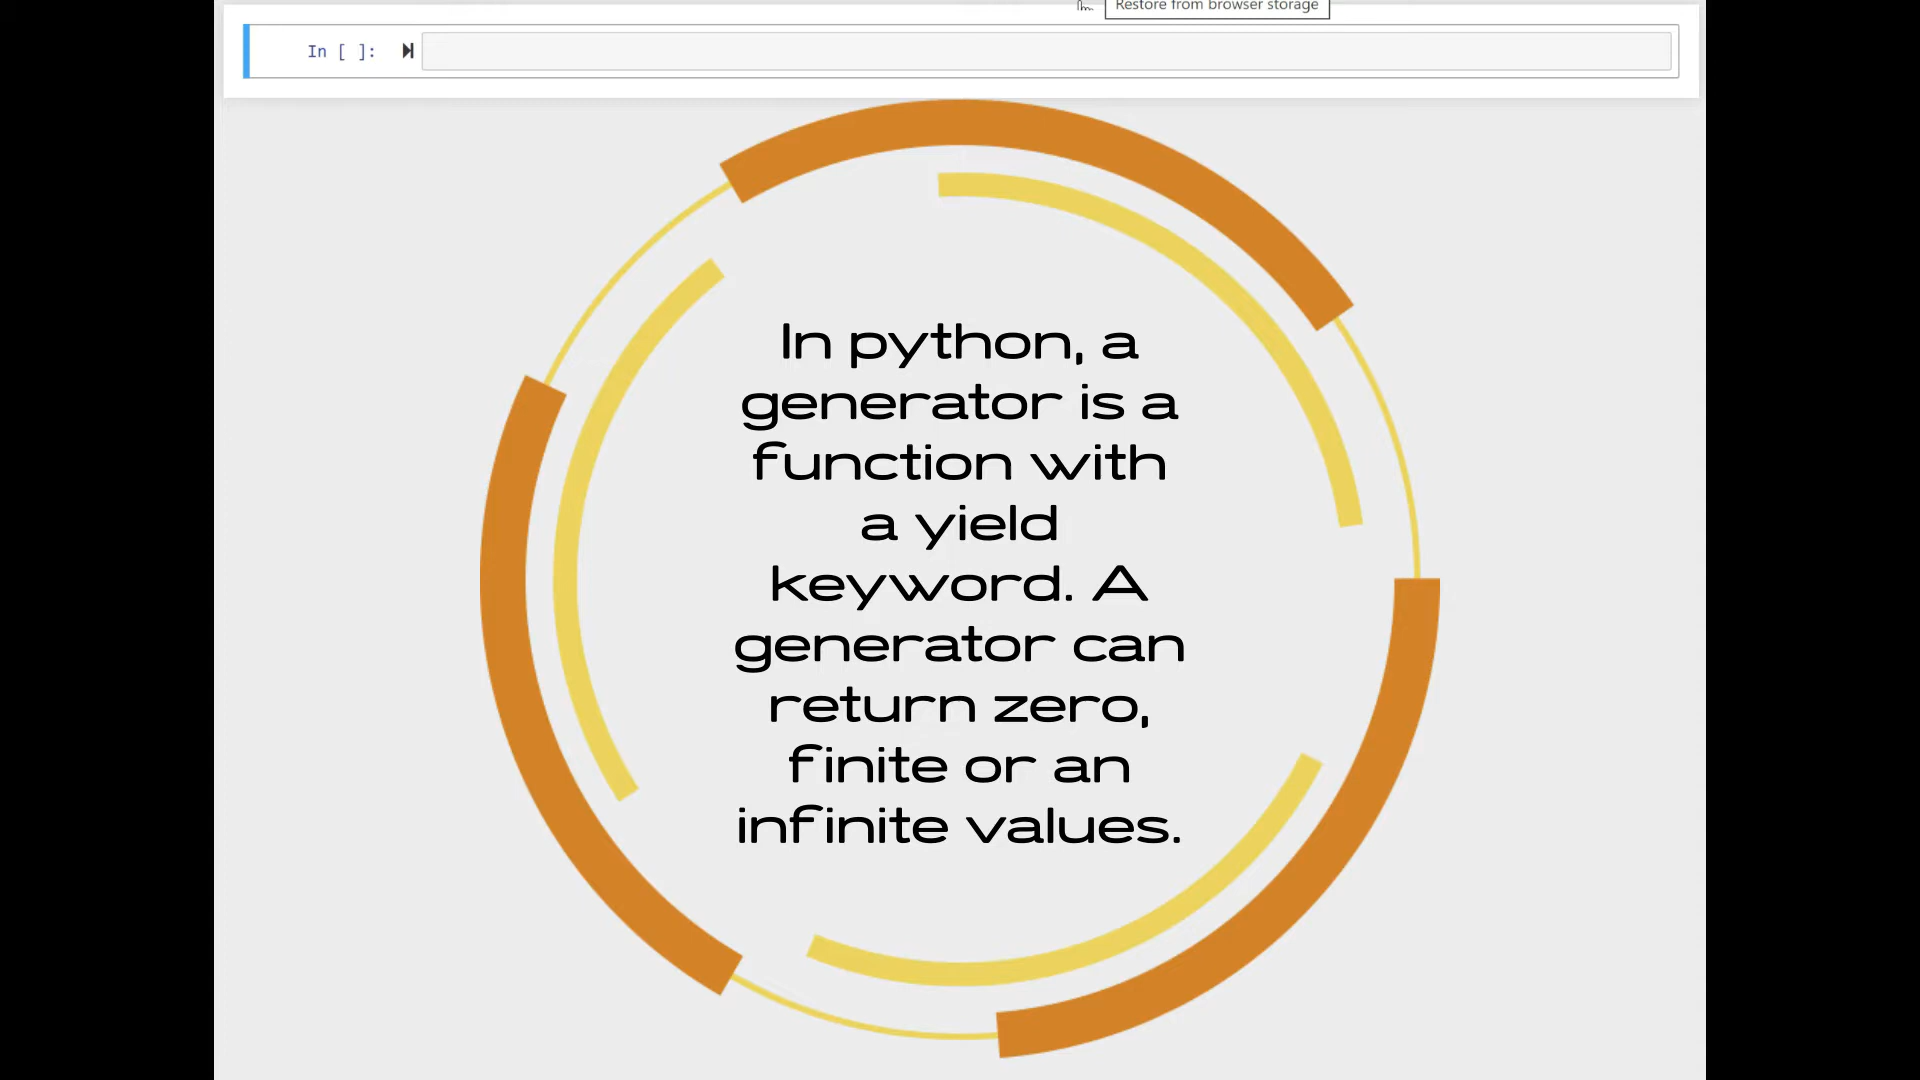 Restore from browser storage
In [ ]:
In python, a
generator is a
function with
a yield
keyword. A
generator can
return zero,
finite or an
infinite values.